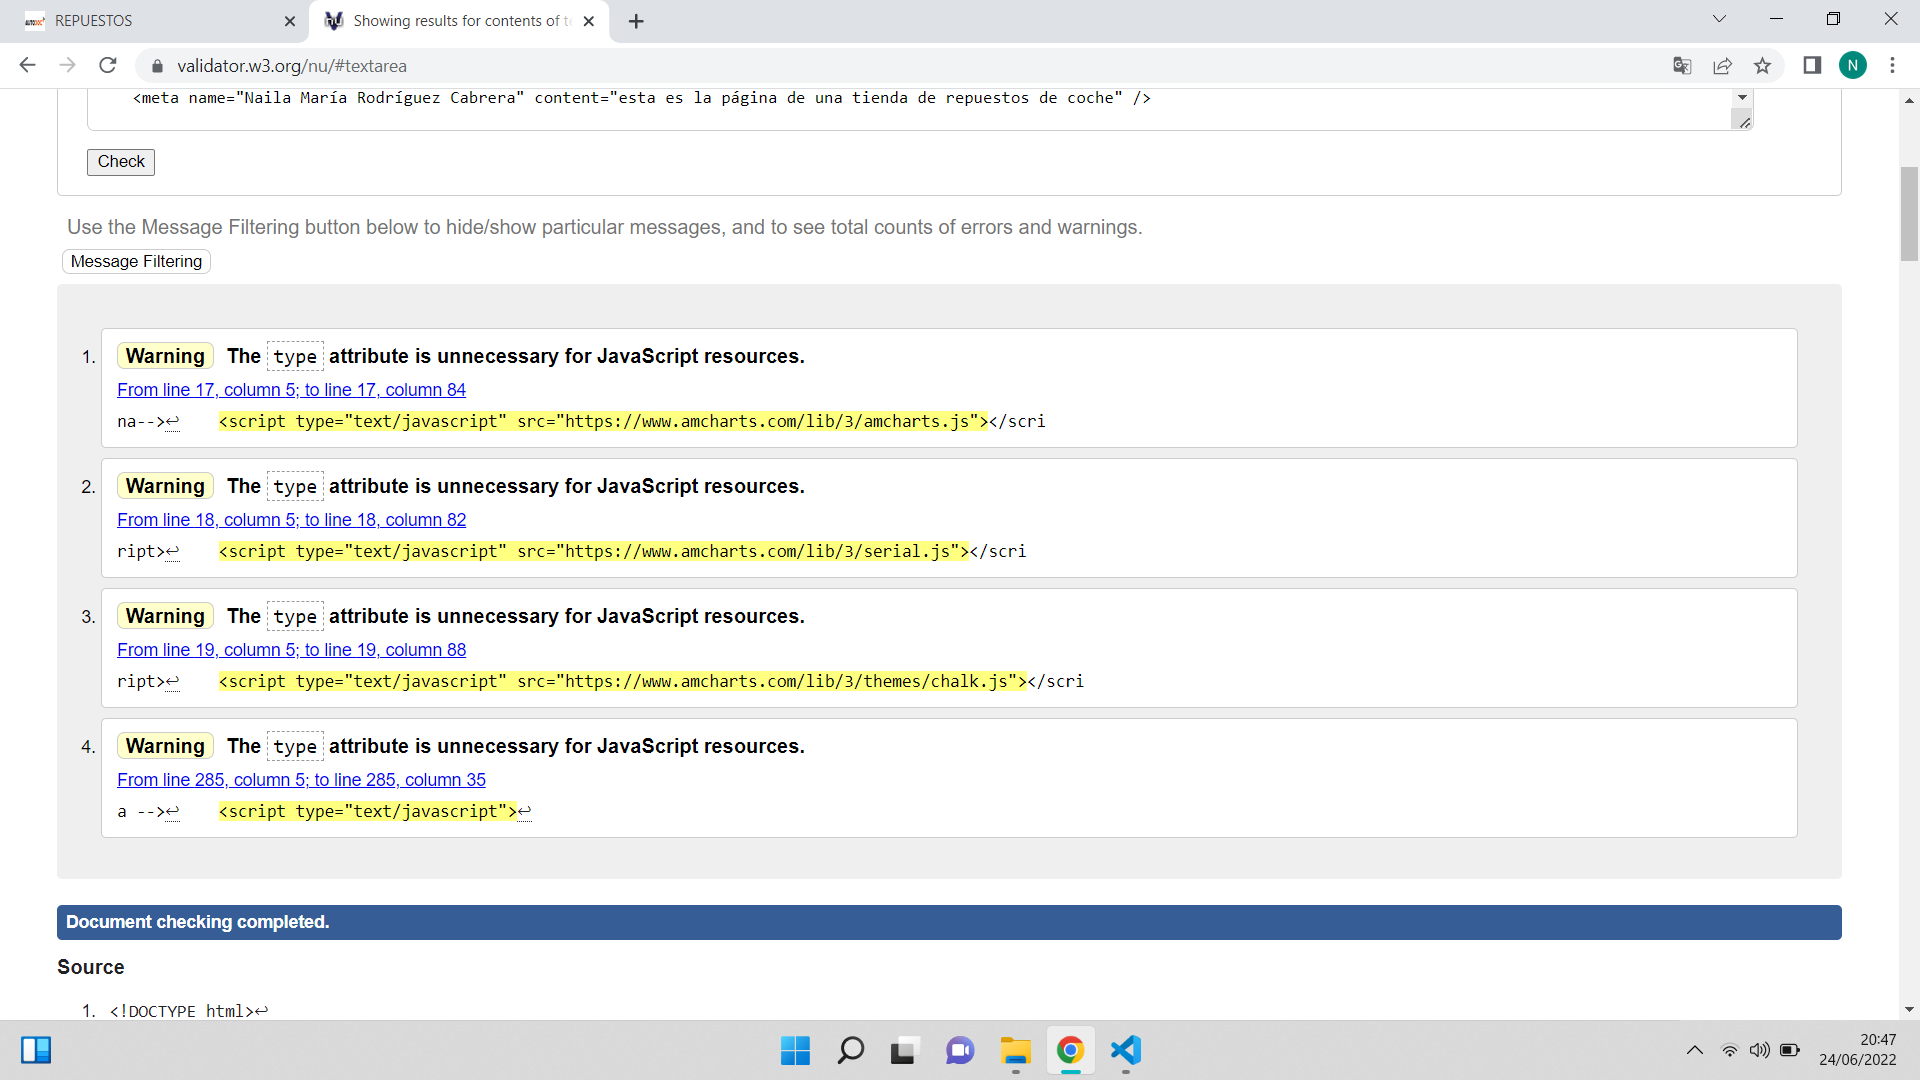 REPUESTOS
Showing results for contents of t
validator.w3.org/nu/#textarea
N
<meta name="Naila María Rodríguez Cabrera" content="esta es la página de una tienda de repuestos de coche" />
Check
Use the Message Filtering button below to hide/show particular messages, and to see total counts of errors and warnings.
Message Filtering
1. Warning The type attribute is unnecessary for JavaScript resources.
From line 17, column 5; to line 17, column 84
na-->↩ <script type="text/javascript" src="https://www.amcharts.com/lib/3/amcharts.js"></scri
2. Warning The type attribute is unnecessary for JavaScript resources.
From line 18, column 5; to line 18, column 82
ript>↩ <script type="text/javascript" src="https://www.amcharts.com/lib/3/serial.js"></scri
3. Warning The type attribute is unnecessary for JavaScript resources.
From line 19, column 5; to line 19, column 88
ript>↩ <script type="text/javascript" src="https://www.amcharts.com/lib/3/themes/chalk.js"></scri
4. Warning The type attribute is unnecessary for JavaScript resources.
From line 285, column 5; to line 285, column 35
a -->↩ <script type="text/javascript">↩
Document checking completed.
Source
1. <!DOCTYPE html>↩
20:47
24/06/2022